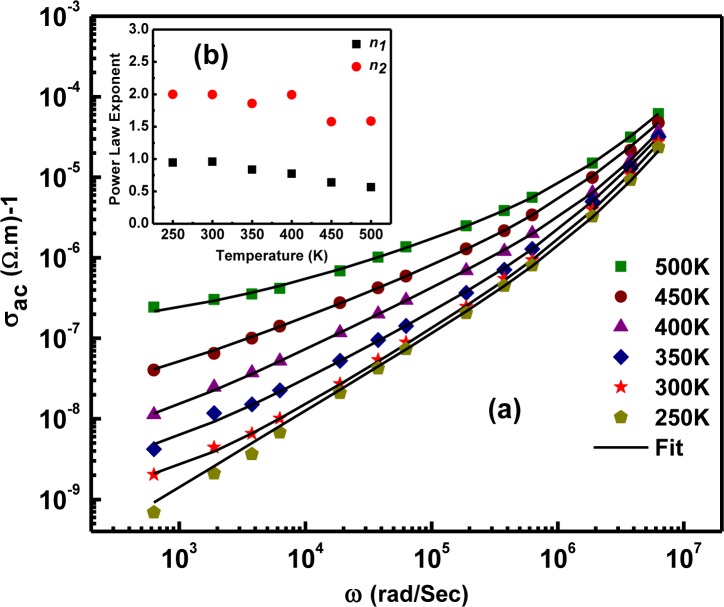 10^-3
10^-4
10^-5
10^-6
10^-7
10^-8
10^-9
σac (Ω.m)-1
(b)
n1
n2
3.0
2.5
2.0
1.5
1.0
0.5
0.0
Power Law Exponent
250 300 350 400 450 500
Temperature (K)
500K
450K
400K
350K
300K
250K
Fit
(a)
10^3 10^4 10^5 10^6 10^7
ω (rad/Sec)